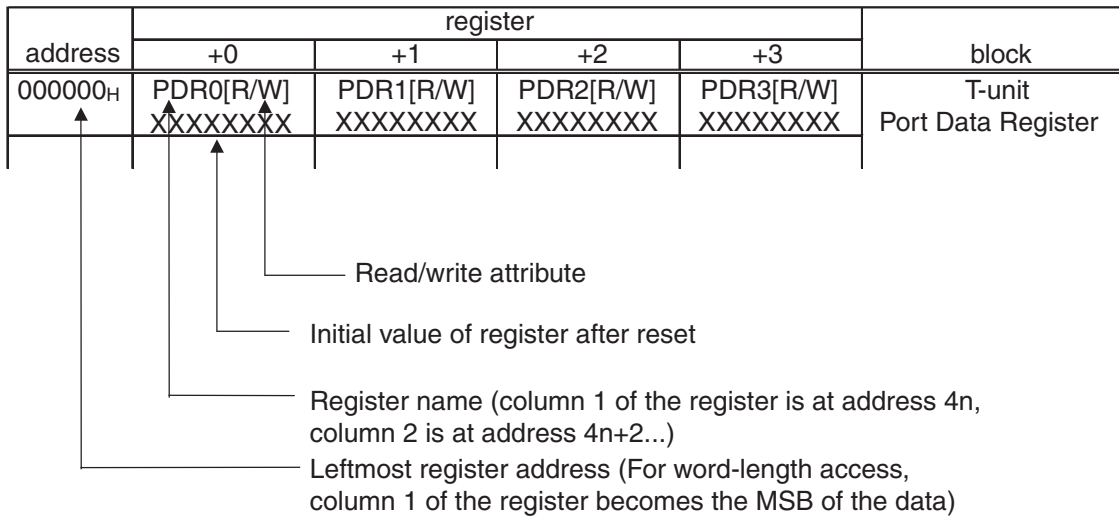 register
address +0 +1 +2 +3 block
000000H PDR0[R/W] PDR1[R/W] PDR2[R/W] PDR3[R/W] T-unit
XXXXXXXX XXXXXXXX XXXXXXXX XXXXXXXX Port Data Register
Read/write attribute
Initial value of register after reset
Register name (column 1 of the register is at address 4n,
column 2 is at address 4n+2...)
Leftmost register address (For word-length access,
column 1 of the register becomes the MSB of the data)